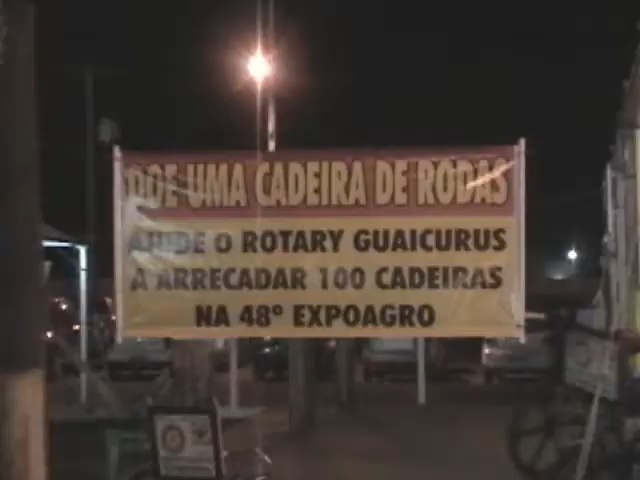 DOE UMA CADEIRA DE RODAS
AJUDE O ROTARY GUAICURUS
A ARRECADAR 100 CADEIRAS
NA 48º EXPOAGRO